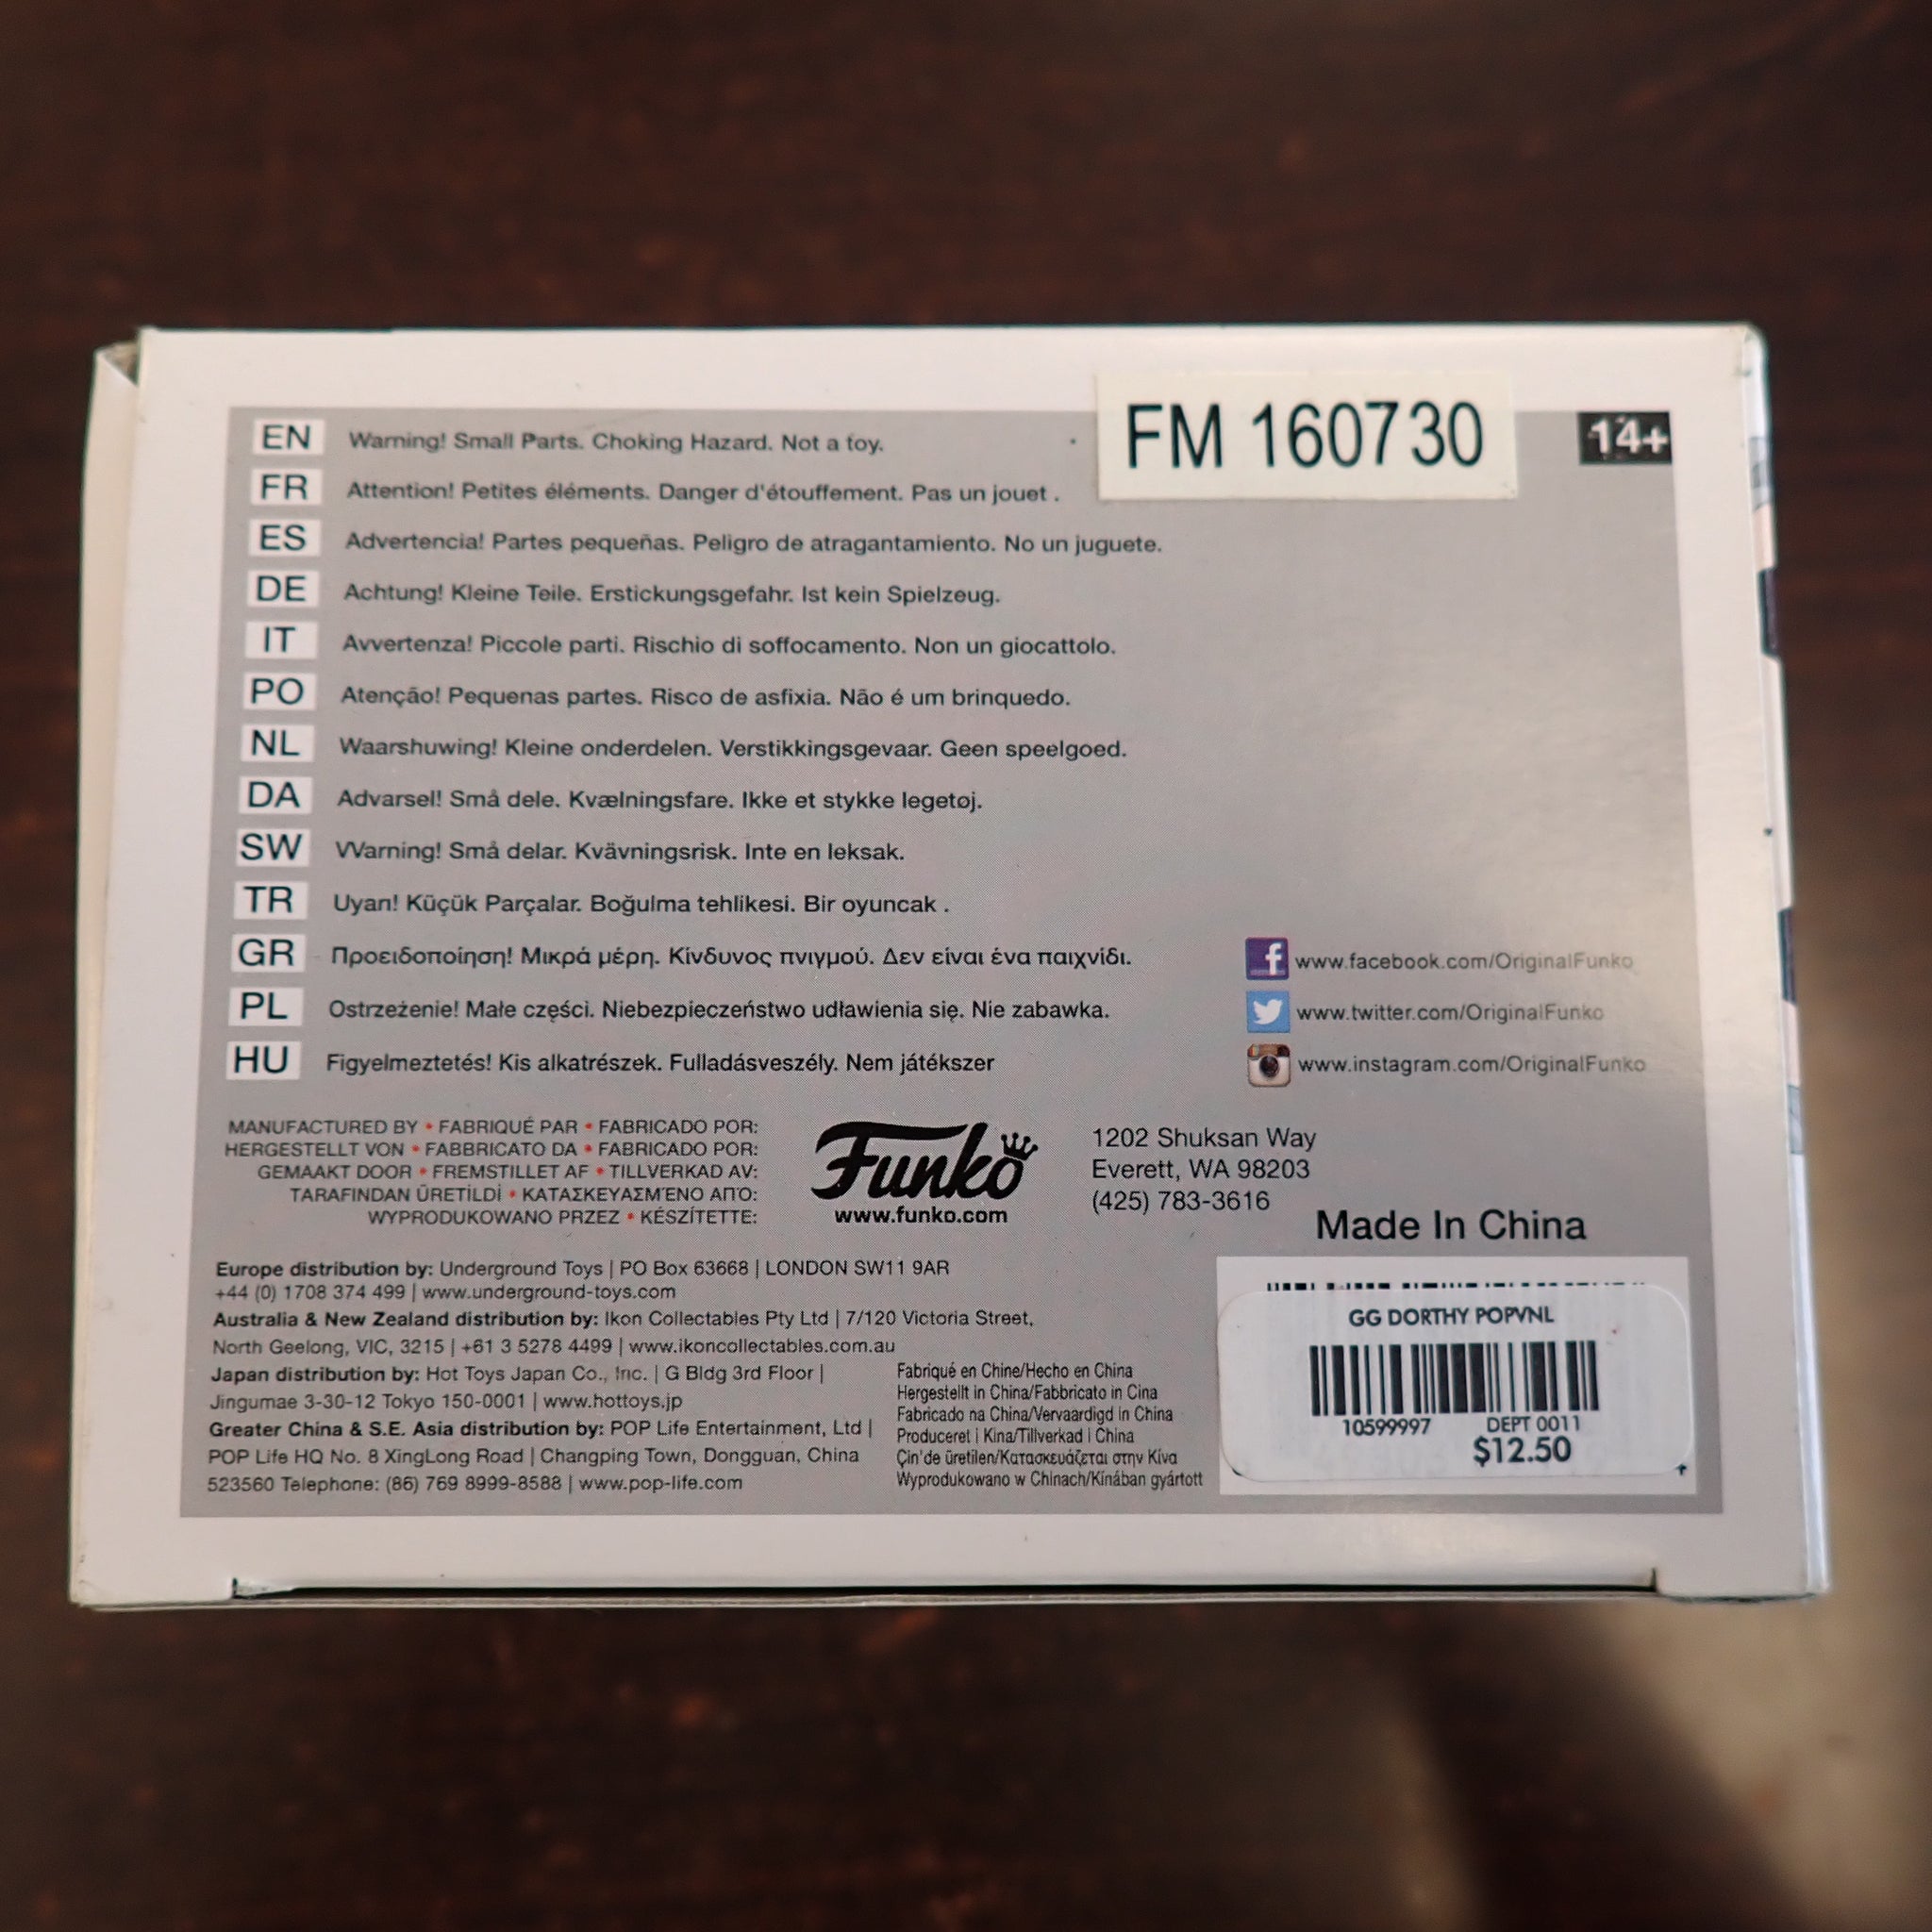 FM 160730
14+
EN Warning! Small Parts. Choking Hazard. Not a toy.
FR Attention! Petites éléments. Danger d'étouffement. Pas un jouet .
ES Advertencia! Partes pequeñas. Peligro de atragantamiento. No un juguete.
DE Achtung! Kleine Teile. Erstickungsgefahr. Ist kein Spielzeug.
IT Avvertenza! Piccole parti. Rischio di soffocamento. Non un giocattolo.
PO Atenção! Pequenas partes. Risco de asfixia. Não é um brinquedo.
NL Waarshuwing! Kleine onderdelen. Verstikkingsgevaar. Geen speelgoed.
DA Advarsel! Små dele. Kvælningsfare. Ikke et stykke legetøj.
SW Warning! Små delar. Kvävningsrisk. Inte en leksak.
TR Uyarı! Küçük Parçalar. Boğulma tehlikesi. Bir oyuncak .
GR Προειδοποίηση! Μικρά μέρη. Κίνδυνος πνιγμού. Δεν είναι ένα παιχνίδι.
PL Ostrzeżenie! Małe części. Niebezpieczeństwo udławienia się. Nie zabawka.
HU Figyelmeztetés! Kis alkatrészek. Fulladásveszély. Nem játékszer
www.facebook.com/OriginalFunko
www.twitter.com/OriginalFunko
www.instagram.com/OriginalFunko
MANUFACTURED BY • FABRIQUÉ PAR • FABRICADO POR:
HERGESTELLT VON • FABBRICATO DA • FABRICADO POR:
GEMAAKT DOOR • FREMSTILLET AF • TILLVERKAD AV:
TARAFINDAN ÜRETİLDİ • ΚΑΤΑΣΚΕΥΑΣΜΈΝΟ ΑΠΌ:
WYPRODUKOWANO PRZEZ • KÉSZÍTETTE:
Funko
www.funko.com
1202 Shuksan Way
Everett, WA 98203
(425) 783-3616
Made In China
Europe distribution by: Underground Toys | PO Box 63668 | LONDON SW11 9AR
+44 (0) 1708 374 499 | www.underground-toys.com
Australia & New Zealand distribution by: Ikon Collectables Pty Ltd | 7/120 Victoria Street,
North Geelong, VIC, 3215 | +61 3 5278 4499 | www.ikoncollectables.com.au
Japan distribution by: Hot Toys Japan Co., Inc. | G Bldg 3rd Floor |
Jingumae 3-30-12 Tokyo 150-0001 | www.hottoys.jp
Greater China & S.E. Asia distribution by: POP Life Entertainment, Ltd |
POP Life HQ No. 8 XingLong Road | Changping Town, Dongguan, China
523560 Telephone: (86) 769 8999-8588 | www.pop-life.com
Fabriqué en Chine/Hecho en China
Hergestellt in China/Fabbricato in Cina
Fabricado na China/Vervaardigd in China
Produceret i Kina/Tillverkad i China
Çin'de üretilen/Κατασκευάζεται στην Κίνα
Wyprodukowano w Chinach/Kínában gyártott
GG DORTHY POPVNL
10599997 DEPT 0011
$12.50